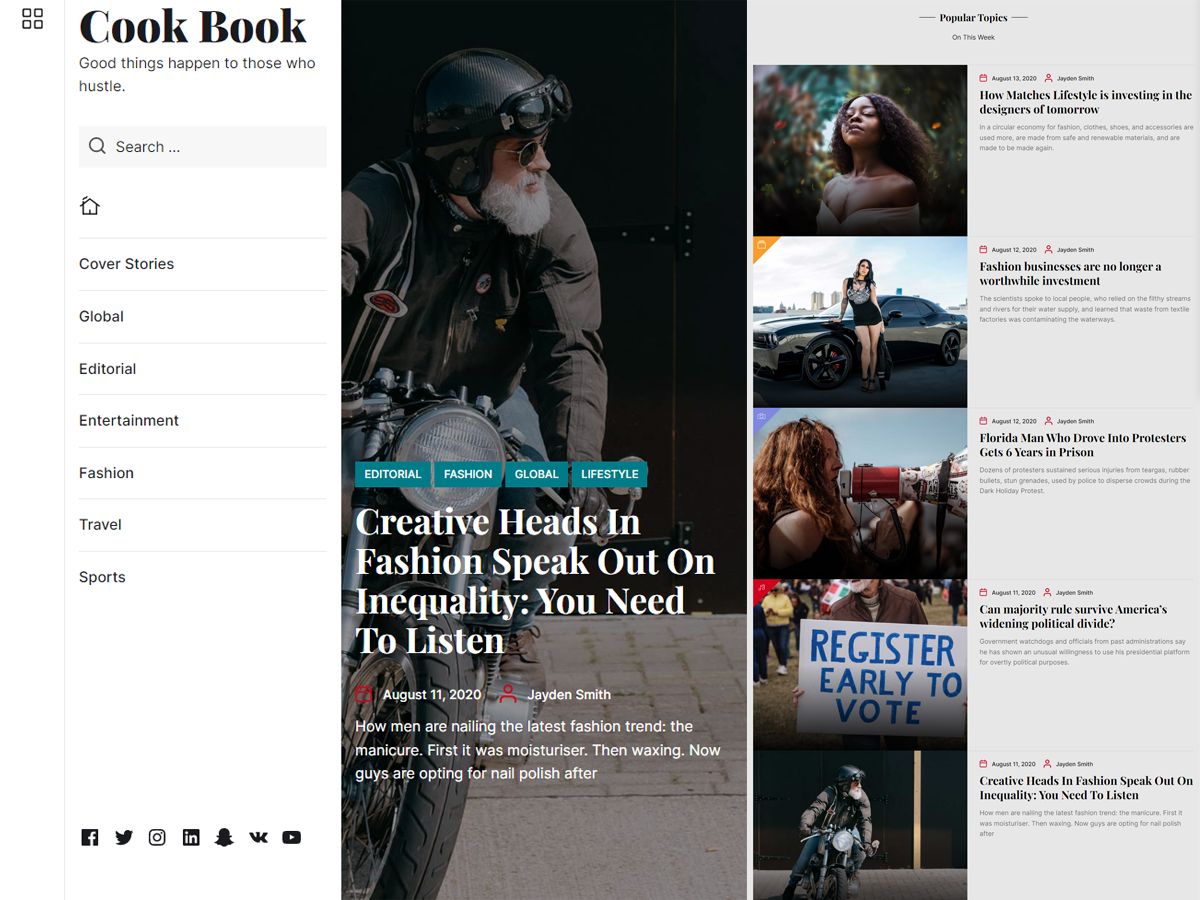 Cook Book
Good things happen to those who
hustle.
Search ...
Cover Stories
Global
Editorial
Entertainment
Fashion
Travel
Sports
EDITORIAL
FASHION
GLOBAL
LIFESTYLE
Creative Heads In
Fashion Speak Out On
Inequality: You Need
To Listen
August 11, 2020 Jayden Smith
How men are nailing the latest fashion trend: the
manicure. First it was moisturiser. Then waxing. Now
guys are opting for nail polish after
Popular Topics
On This Week
August 13, 2020 Jayden Smith
How Matches Lifestyle is investing in the
designers of tomorrow
In a circular economy for fashion, clothes, shoes, and accessories are
used more, are made from safe and renewable materials, and are
made to be made again.
August 12, 2020 Jayden Smith
Fashion businesses are no longer a
worthwhile investment
The scientists spoke to local people, who relied on the filthy streams
and rivers for their water supply, and learned that waste from textile
factories was contaminating the waterways.
August 12, 2020 Jayden Smith
Florida Man Who Drove Into Protesters
Gets 6 Years in Prison
Dozens of protesters sustained serious injuries from teargas, rubber
bullets, stun grenades, used by police to disperse crowds during the
Dark Holiday Protest.
REGISTER
EARLY TO
VOTE
August 11, 2020 Jayden Smith
Can majority rule survive America's
widening political divide?
Government watchdogs and officials from past administrations say
he has shown an unusual willingness to use his presidential platform
for overtly political purposes.
August 11, 2020 Jayden Smith
Creative Heads In Fashion Speak Out On
Inequality: You Need To Listen
How men are nailing the latest fashion trend: the manicure. First it
was moisturiser. Then waxing. Now guys are opting for nail polish
after